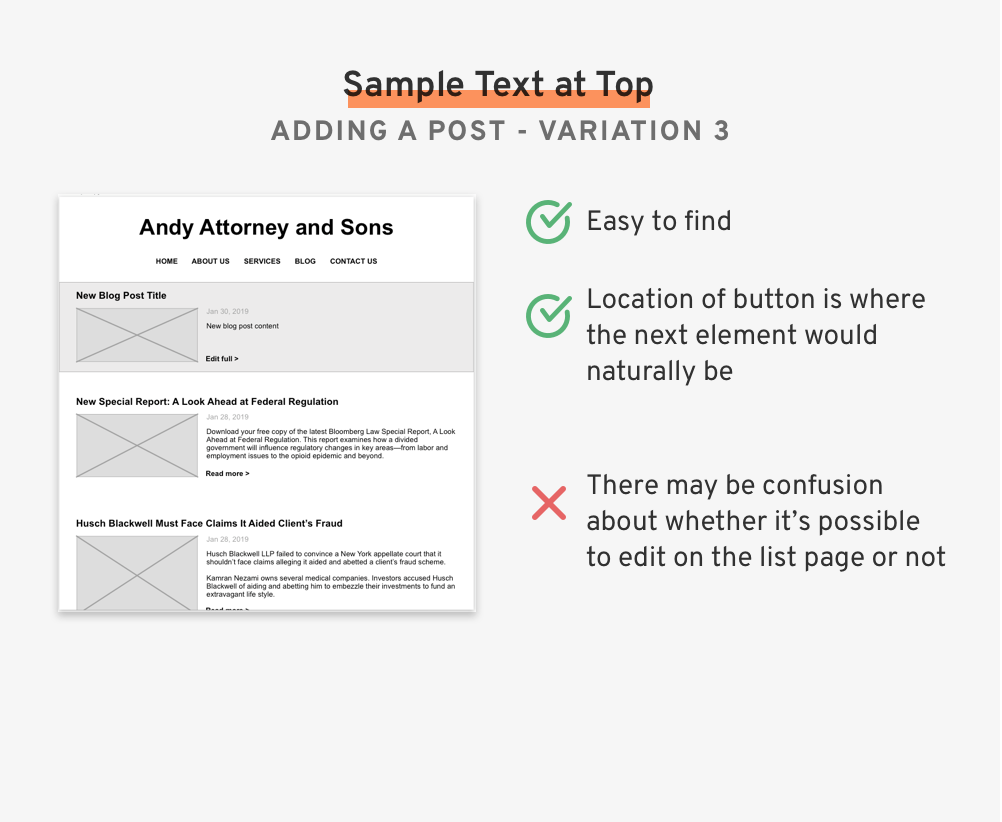 Sample Text at Top
ADDING A POST - VARIATION 3
Andy Attorney and Sons
HOME ABOUT US SERVICES BLOG CONTACT US
New Blog Post Title
Jan 30, 2019
New blog post content
Edit full >
New Special Report: A Look Ahead at Federal Regulation
Jan 28, 2019
Download your free copy of the latest Bloomberg Law Special Report, A Look
Ahead at Federal Regulation. This report examines how a divided
government will influence regulatory changes in key areas—from labor and
employment issues to the opioid epidemic and beyond.
Read more >
Husch Blackwell Must Face Claims It Aided Client's Fraud
Jan 28, 2019
Husch Blackwell LLP failed to convince a New York appellate court that it
shouldn't face claims alleging it aided and abetted a client's fraud scheme.
Kamran Nezami owns several medical companies. Investors accused Husch
Blackwell of aiding and abetting him to embezzle their investments to fund an
extravagant life style.
Read more >
Easy to find
Location of button is where
the next element would
naturally be
There may be confusion
about whether it's possible
to edit on the list page or not